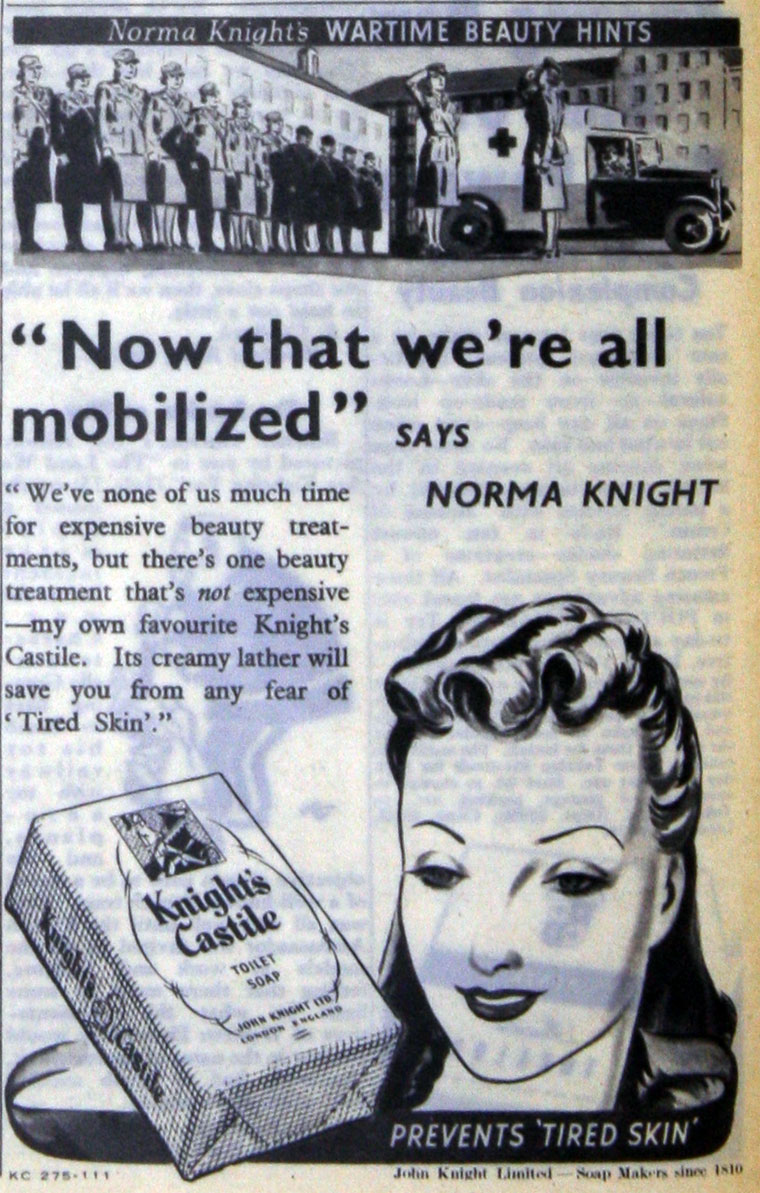 Norma Knight's WARTIME BEAUTY HINTS
“Now that we're all
mobilized” SAYS
NORMA KNIGHT
“We've none of us much time
for expensive beauty treat-
ments, but there's one beauty
treatment that's not expensive
—my own favourite Knight's
Castile. Its creamy lather will
save you from any fear of
‘Tired Skin’.”
Knight's
Castile
TOILET
SOAP
JOHN KNIGHT LTD
LONDON ENGLAND
Knight's Castile
PREVENTS ‘TIRED SKIN’
KC 275-111
John Knight Limited — Soap Makers since 1810